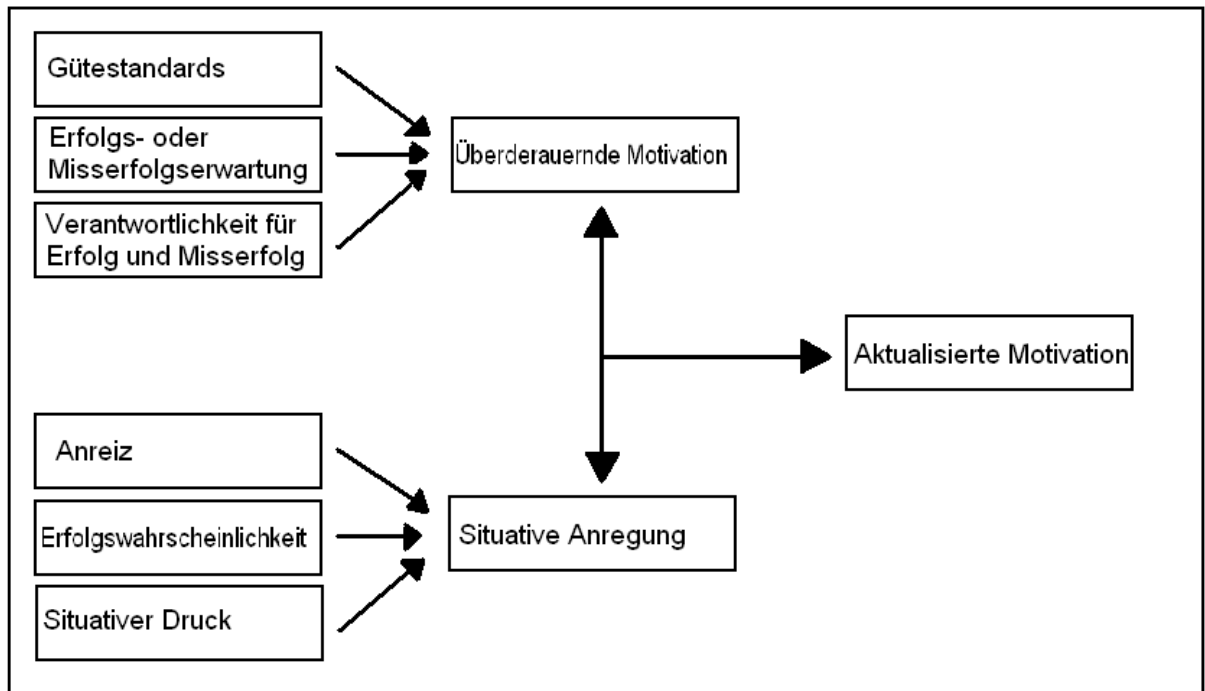 Gütestandards
Erfolgs- oder
Misserfolgserwartung
Verantwortlichkeit für
Erfolg und Misserfolg
Überderauernde Motivation
Aktualisierte Motivation
Anreiz
Erfolgswahrscheinlichkeit
Situativer Druck
Situative Anregung